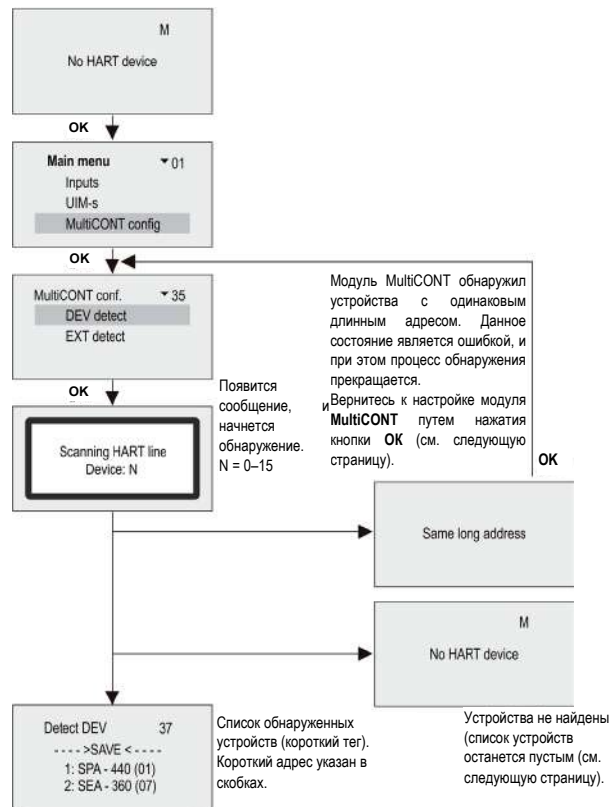 M
No HART device
OK
Main menu 01
Inputs
UIM-s
MultiCONT config
OK
MultiCONT conf. 35
DEV detect
EXT detect
Модуль MultiCONT обнаружил
устройства с одинаковым
длинным адресом. Данное
состояние является ошибкой, и
при этом процесс обнаружения
прекращается.
Вернитесь к настройке модуля
MultiCONT путем нажатия
кнопки ОК (см. следующую
страницу).
OK
OK
Появится
сообщение, и
начнется
обнаружение.
N = 0–15
Scanning HART line
Device: N
Same long address
M
No HART device
Detect DEV 37
- - - - >SAVE < - - - -
1: SPA - 440 (01)
2: SEA - 360 (07)
Список обнаруженных
устройств (короткий тег).
Короткий адрес указан в
скобках.
Устройства не найдены
(список устройств
останется пустым (см.
следующую страницу).